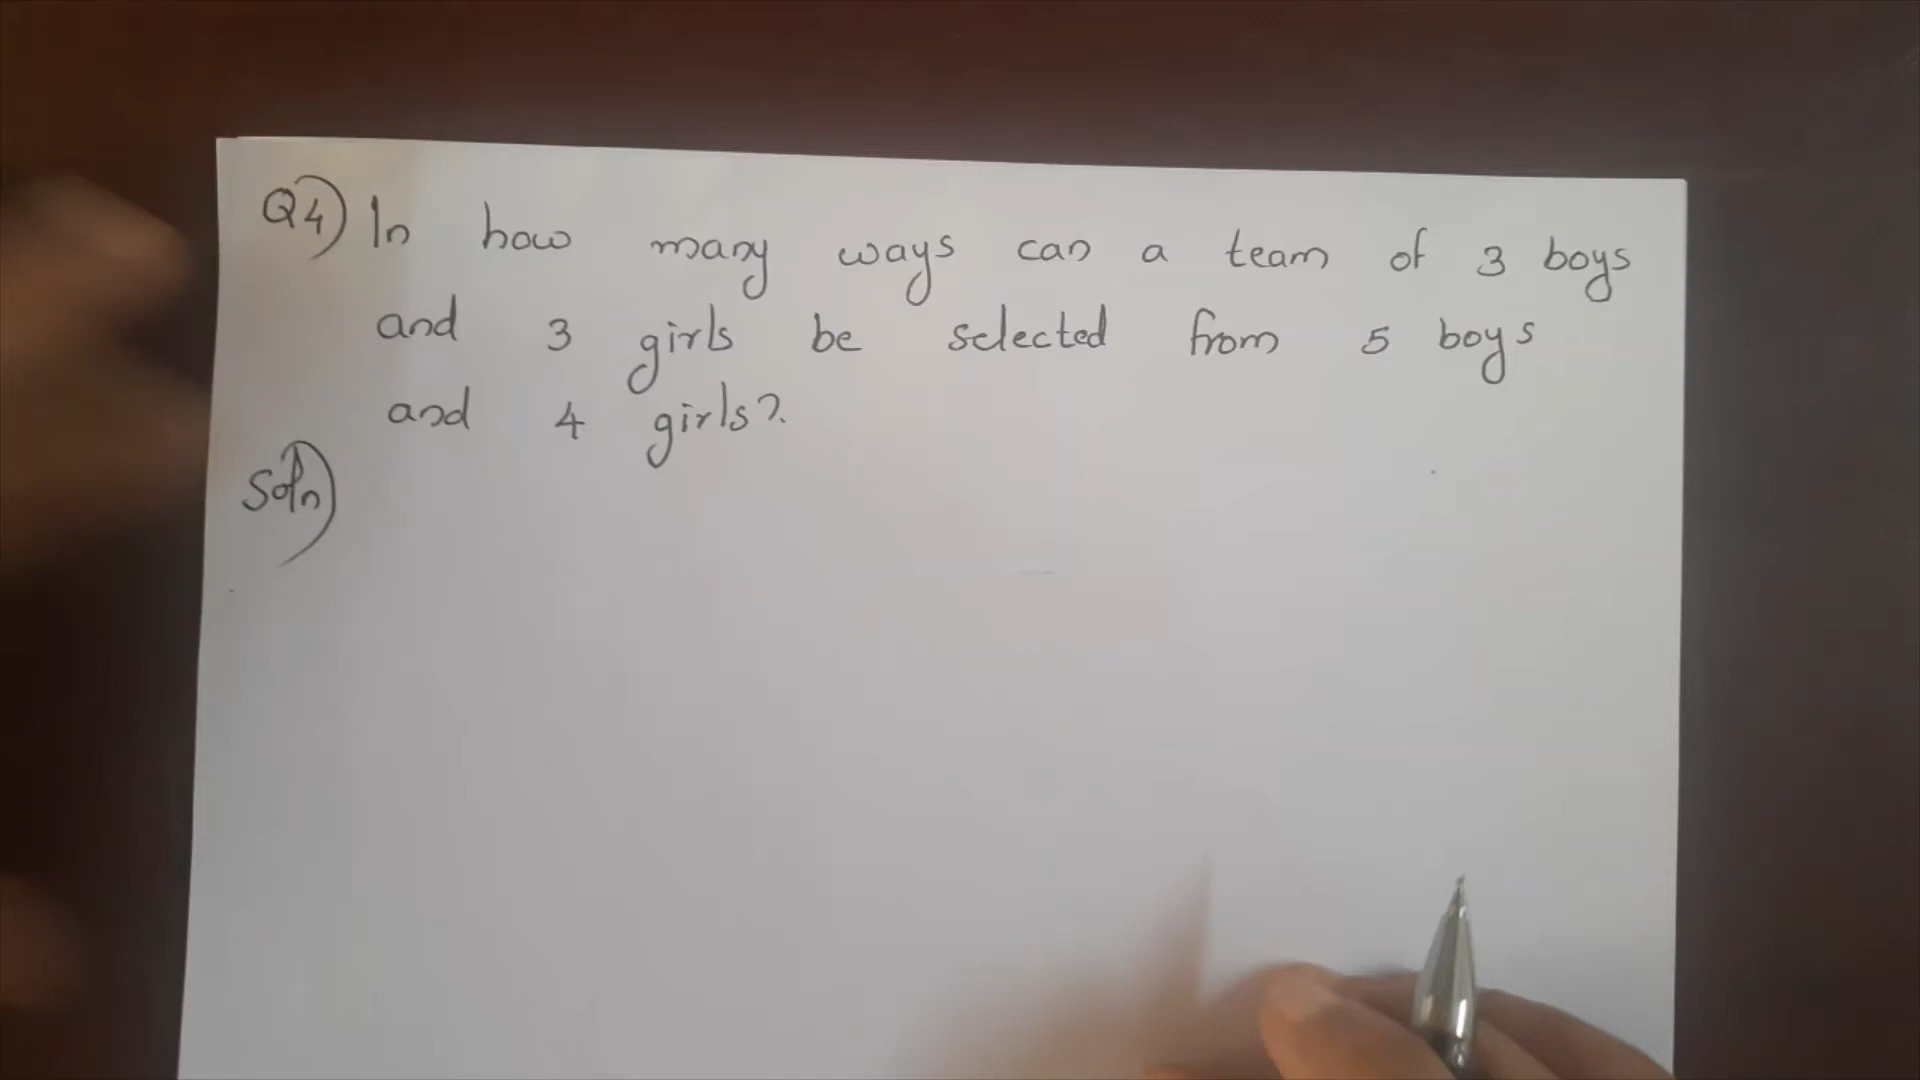 Q4) In how many ways can a team of 3 boys
and 3 girls be selected from 5 boys
and 4 girls?
Soln)